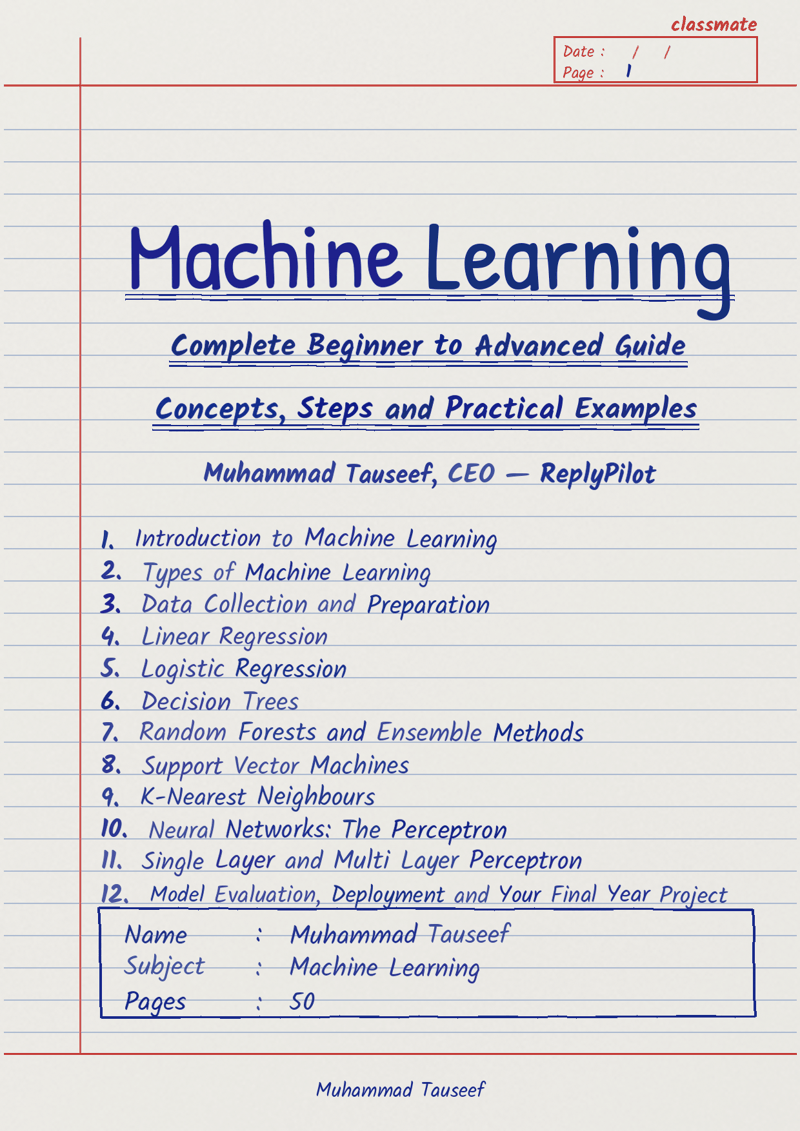 classmate
Date : / /
Page : 1
Machine Learning
Complete Beginner to Advanced Guide
Concepts, Steps and Practical Examples
Muhammad Tauseef, CEO — ReplyPilot
1. Introduction to Machine Learning
2. Types of Machine Learning
3. Data Collection and Preparation
4. Linear Regression
5. Logistic Regression
6. Decision Trees
7. Random Forests and Ensemble Methods
8. Support Vector Machines
9. K-Nearest Neighbours
10. Neural Networks: The Perceptron
11. Single Layer and Multi Layer Perceptron
12. Model Evaluation, Deployment and Your Final Year Project
Name : Muhammad Tauseef
Subject : Machine Learning
Pages : 50
Muhammad Tauseef